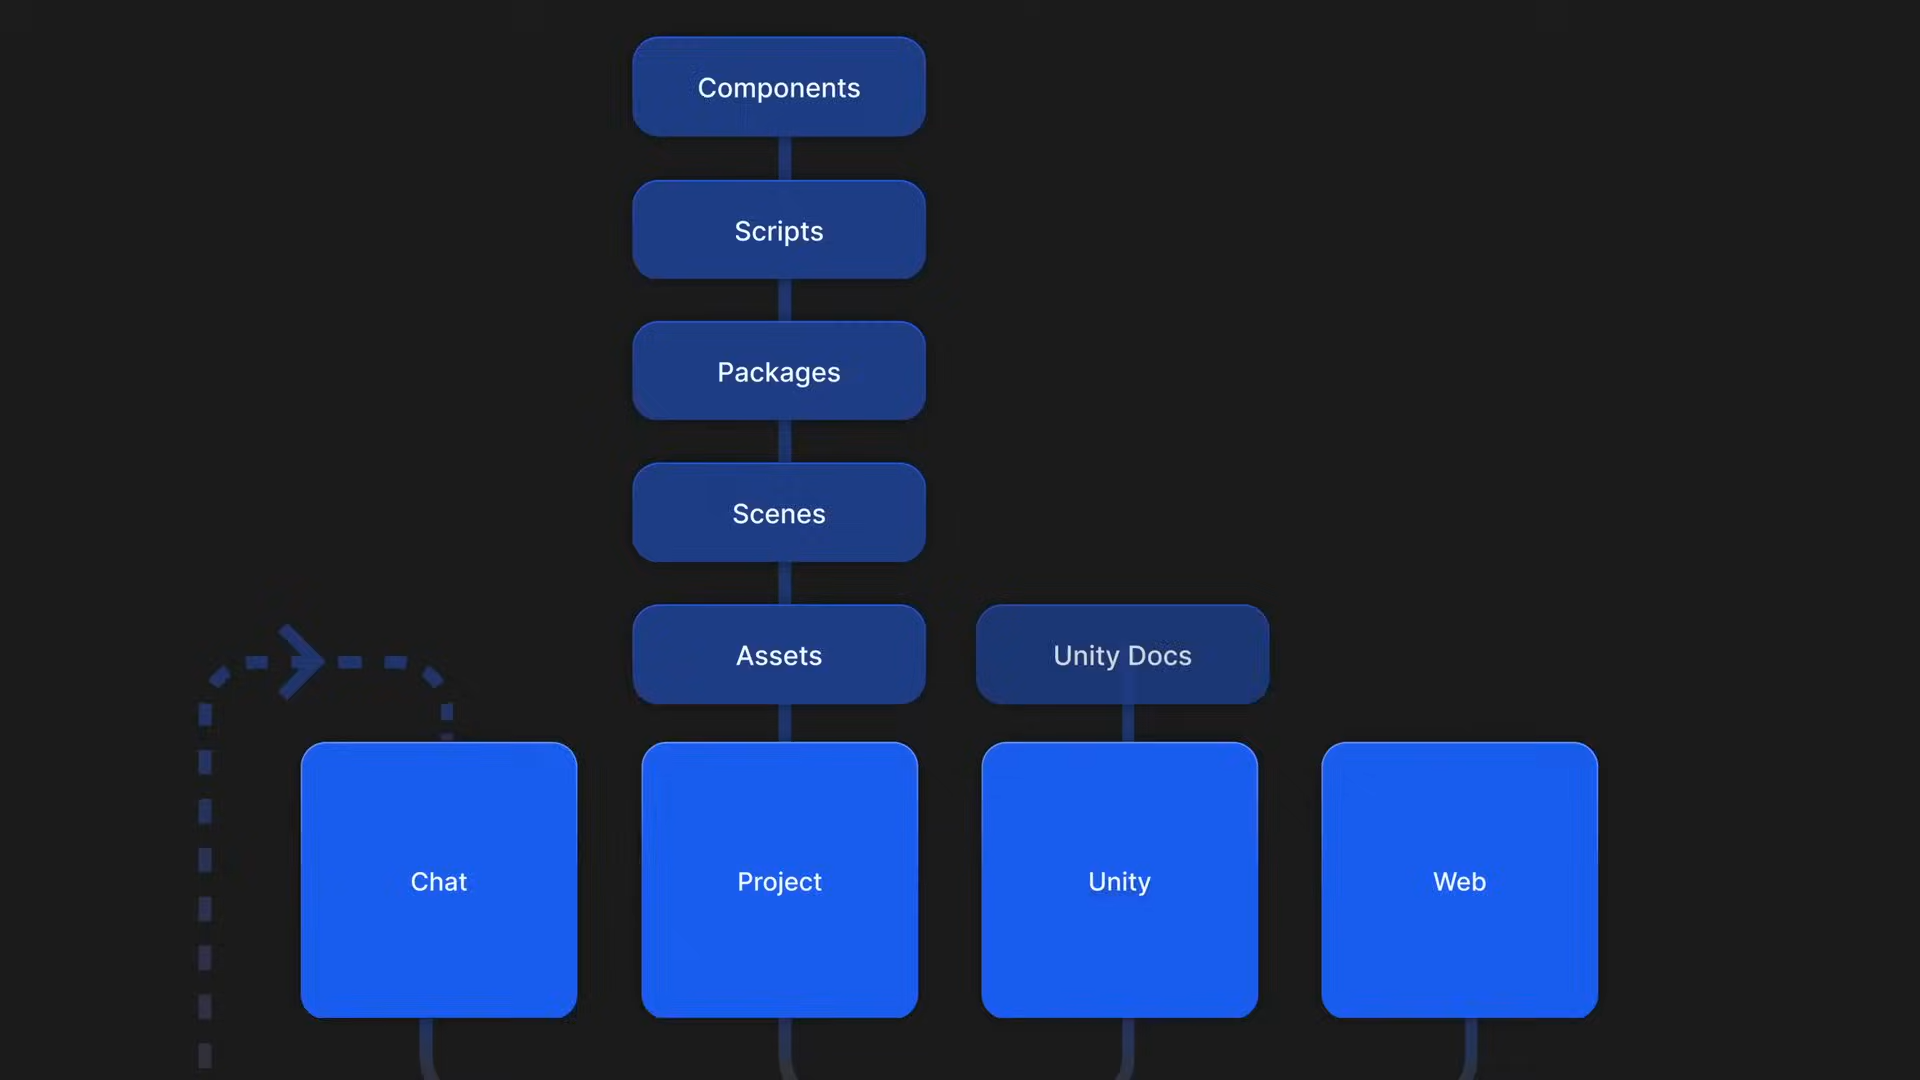 Components
Scripts
Packages
Scenes
Assets
Unity Docs
Chat
Project
Unity
Web